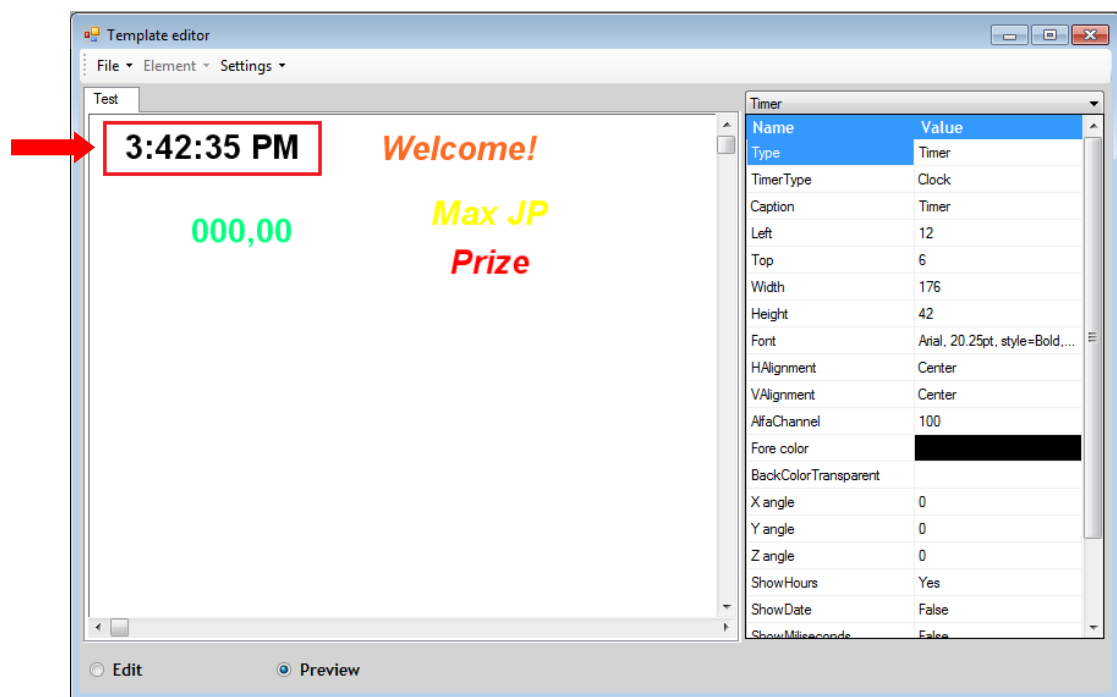 Template editor
File Element Settings
Test
3:42:35 PM Welcome!
000,00 Max JP
Prize
Timer
Name Value
Type Timer
TimerType Clock
Caption Timer
Left 12
Top 6
Width 176
Height 42
Font Arial, 20.25pt, style=Bold,...
HAlignment Center
VAlignment Center
AlfaChannel 100
Fore color
BackColorTransparent
X angle 0
Y angle 0
Z angle 0
ShowHours Yes
ShowDate False
ShowMiliseconds False
Edit Preview